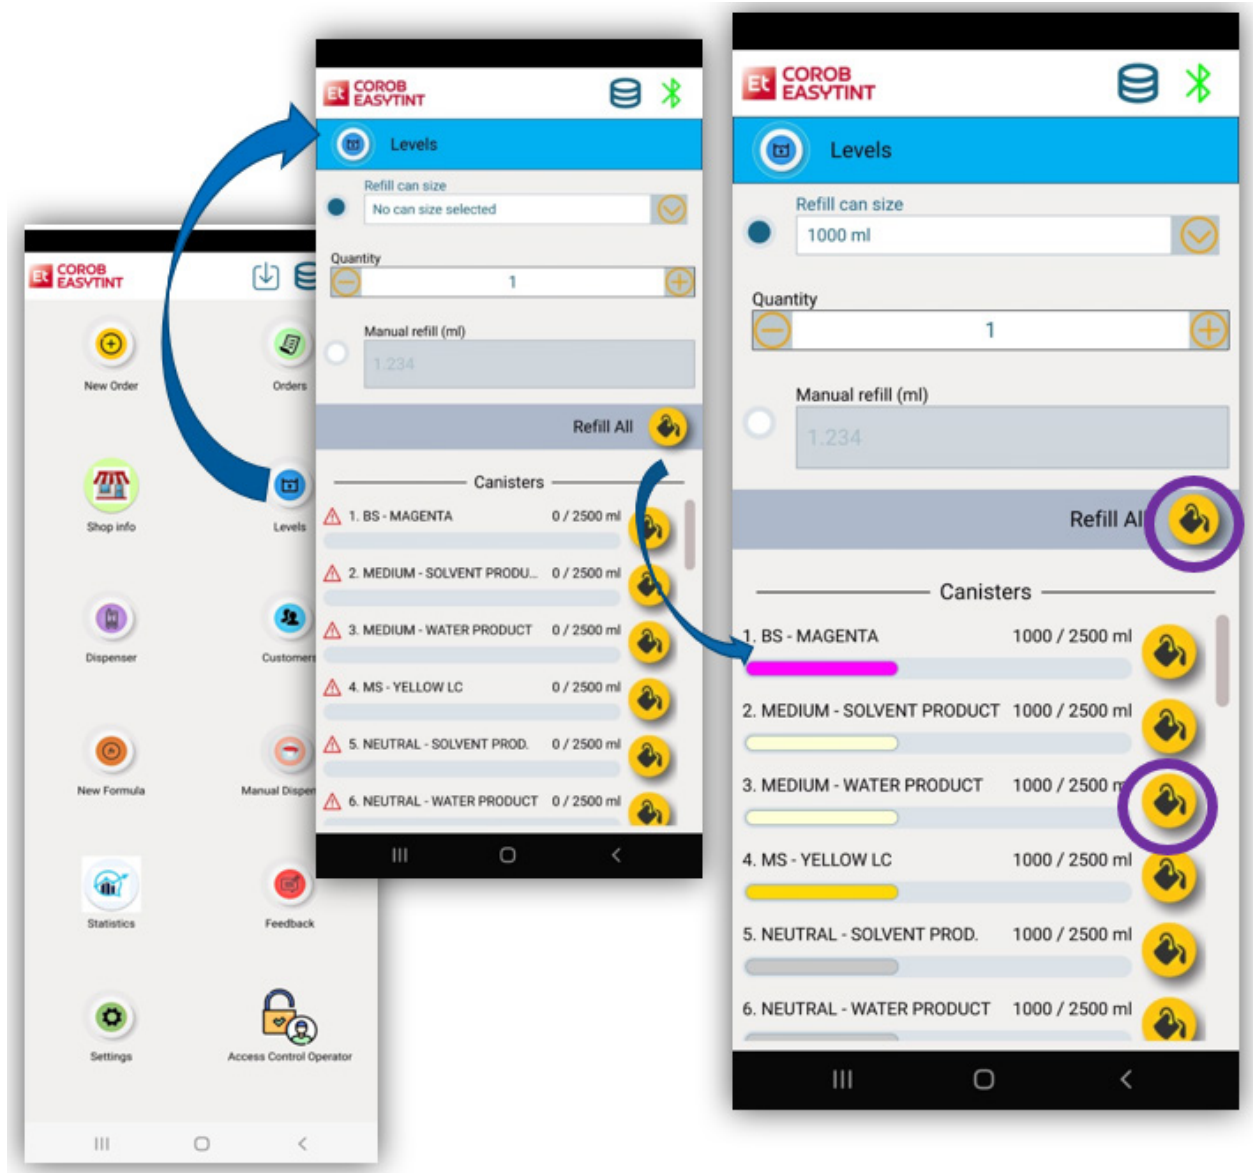 Et COROB
EASYTINT
New Order
Orders
Shop info
Levels
Dispenser
Customers
New Formula
Manual Dispen
Statistics
Feedback
Settings
Access Control Operator
Et COROB
EASYTINT
Levels
Refill can size
No can size selected
Quantity
1
Manual refill (ml)
1.234
Refill All
Canisters
1. BS - MAGENTA 0 / 2500 ml
2. MEDIUM - SOLVENT PRODU... 0 / 2500 ml
3. MEDIUM - WATER PRODUCT 0 / 2500 ml
4. MS - YELLOW LC 0 / 2500 ml
5. NEUTRAL - SOLVENT PROD. 0 / 2500 ml
6. NEUTRAL - WATER PRODUCT 0 / 2500 ml
Et COROB
EASYTINT
Levels
Refill can size
1000 ml
Quantity
1
Manual refill (ml)
1.234
Refill All
Canisters
1. BS - MAGENTA 1000 / 2500 ml
2. MEDIUM - SOLVENT PRODUCT 1000 / 2500 ml
3. MEDIUM - WATER PRODUCT 1000 / 2500 m
4. MS - YELLOW LC 1000 / 2500 ml
5. NEUTRAL - SOLVENT PROD. 1000 / 2500 ml
6. NEUTRAL - WATER PRODUCT 1000 / 2500 ml